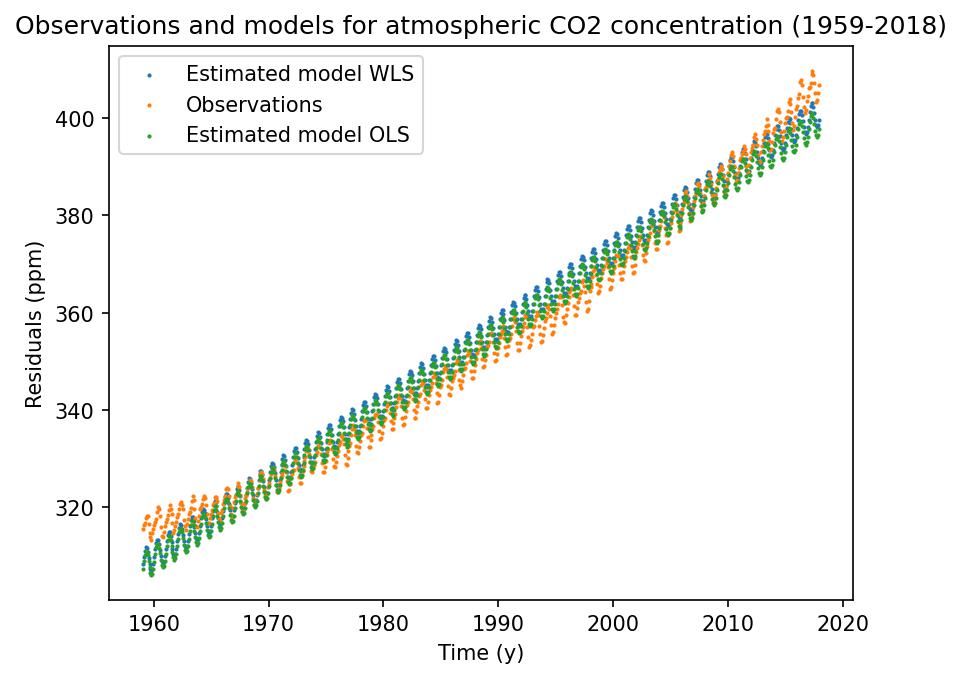 Observations and models for atmospheric CO2 concentration (1959-2018)
Estimated model WLS
Observations
Estimated model OLS
400
380
360
340
320
Residuals (ppm)
1960 1970 1980 1990 2000 2010 2020
Time (y)